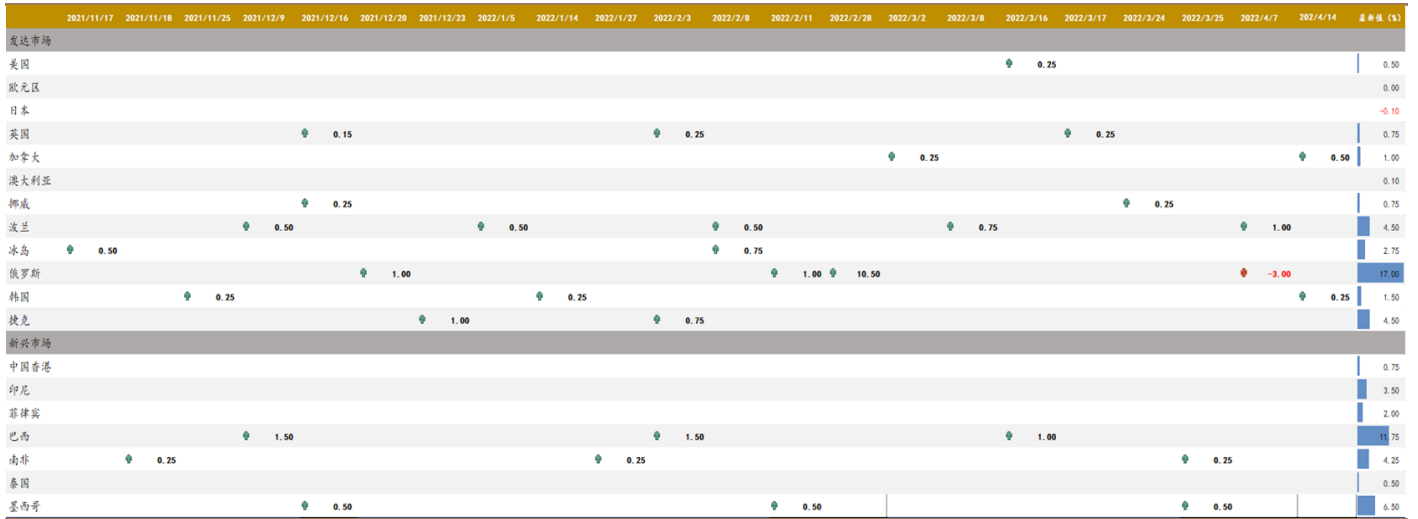 2021/11/17 2021/11/18 2021/11/25 2021/12/9 2021/12/16 2021/12/20 2021/12/23 2022/1/5 2022/1/14 2022/1/27 2022/2/3 2022/2/8 2022/2/11 2022/2/28 2022/3/2 2022/3/8 2022/3/16 2022/3/17 2022/3/24 2022/3/25 2022/4/7 202/4/14 最新值 (%)
发达市场
美国 0.25 0.50
欧元区 0.00
日本 -0.10
英国 0.15 0.25 0.25 0.75
加拿大 0.25 0.50 1.00
澳大利亚 0.10
挪威 0.25 0.25 0.75
波兰 0.50 0.50 0.50 0.75 1.00 4.50
冰岛 0.50 0.75 2.75
俄罗斯 1.00 1.00 10.50 -3.00 17.00
韩国 0.25 0.25 0.25 1.50
捷克 1.00 0.75 4.50
新兴市场
中国香港 0.75
印尼 3.50
菲律宾 2.00
巴西 1.50 1.50 1.00 11.75
南非 0.25 0.25 0.25 4.25
泰国 0.50
墨西哥 0.50 0.50 0.50 6.50